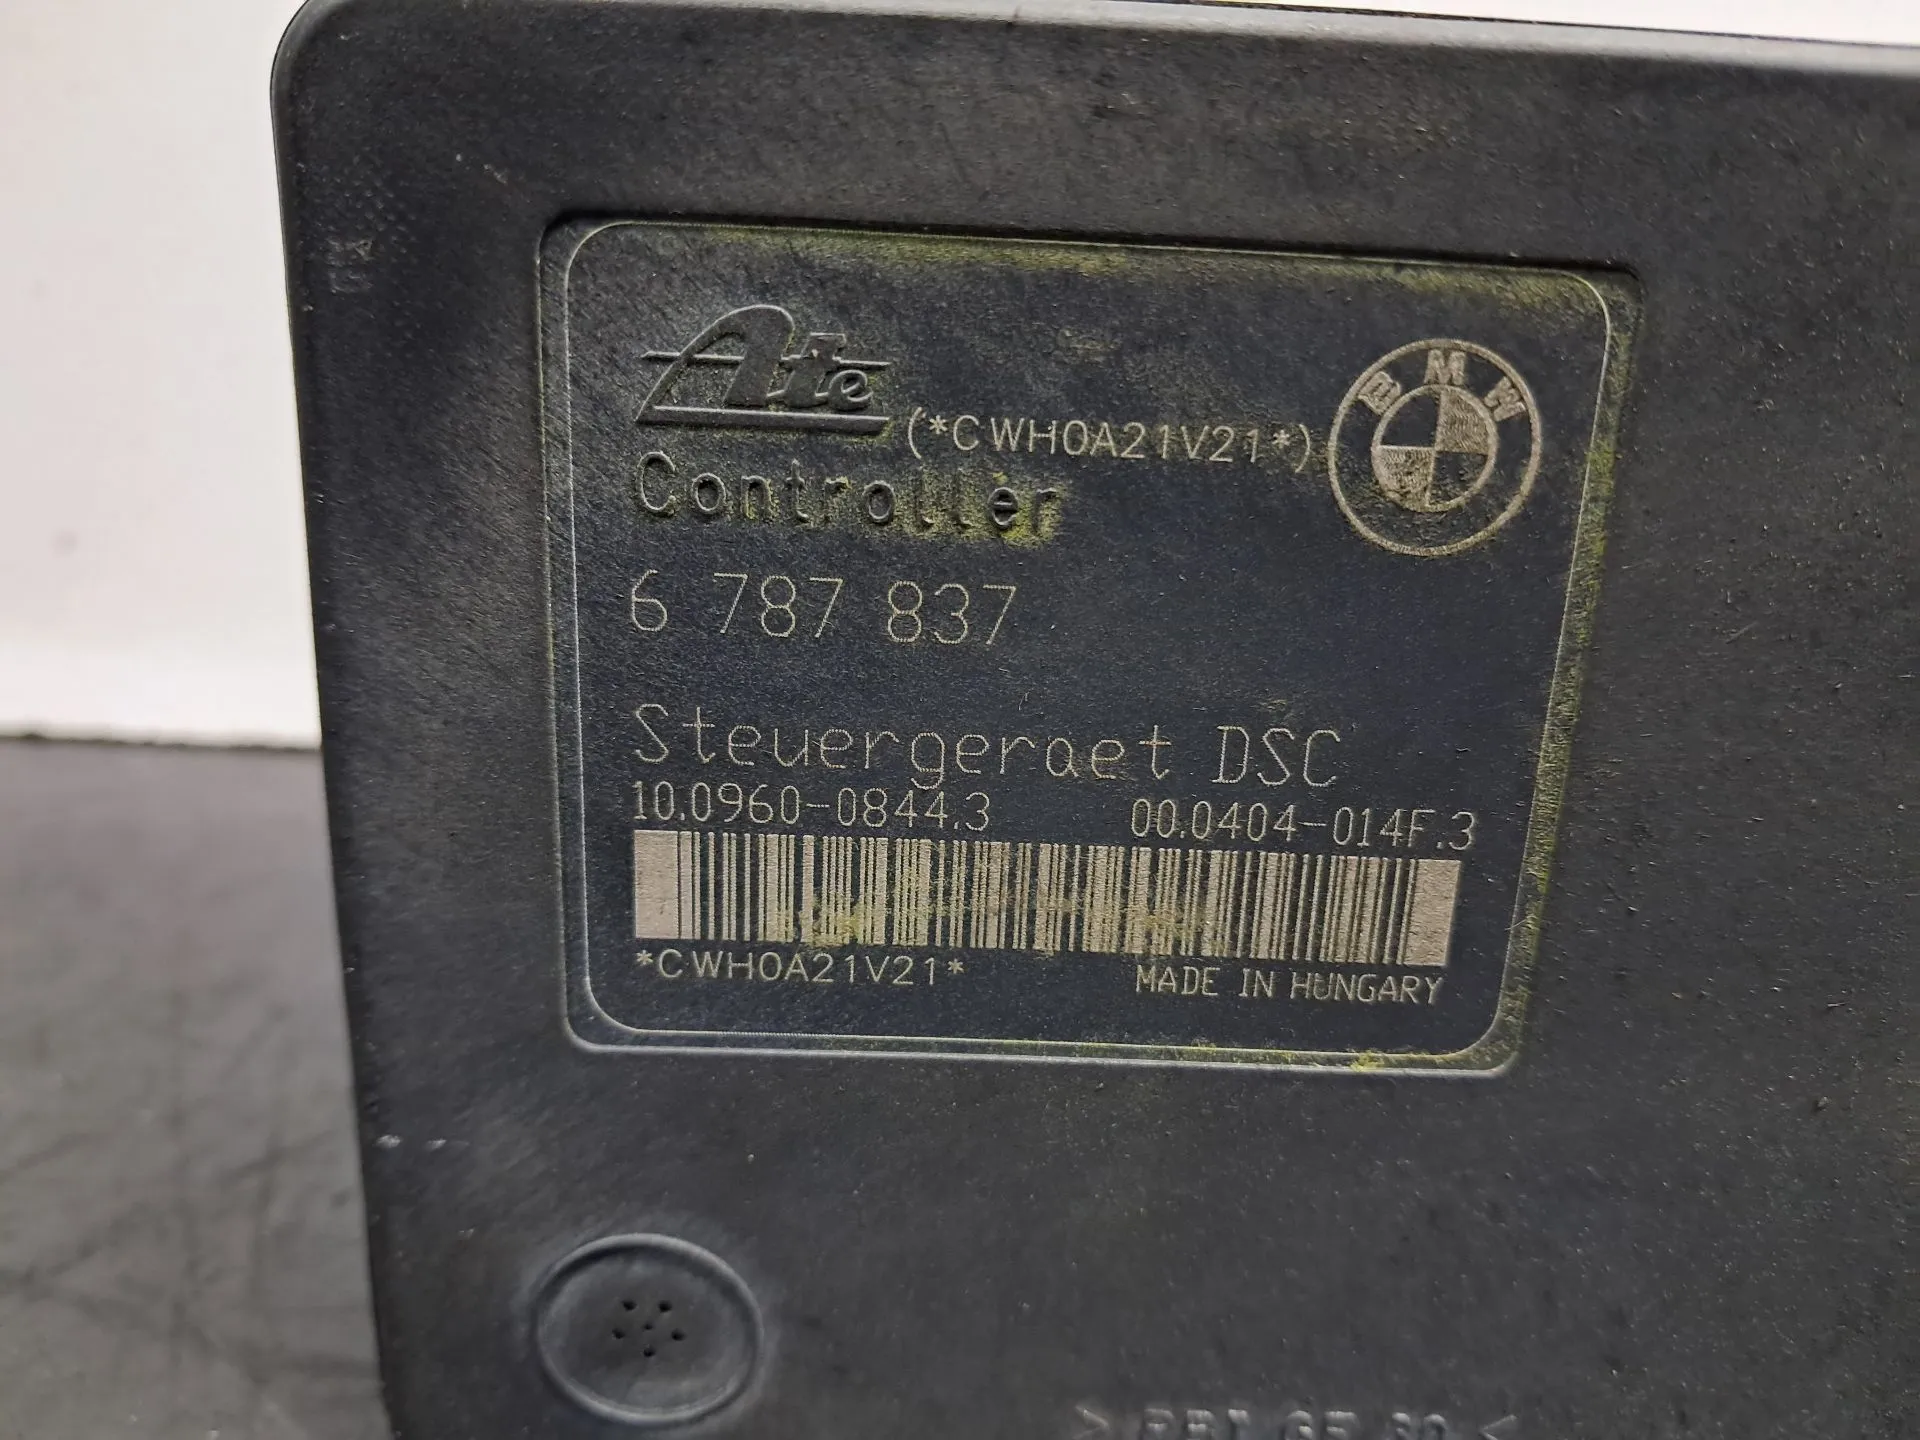 Ate (*CWH0A21V21*) BMW
Controller
6 787 837
Steuergeraet DSC
10.0960-0844.3 00.0404-014F.3
*CWH0A21V21* MADE IN HUNGARY